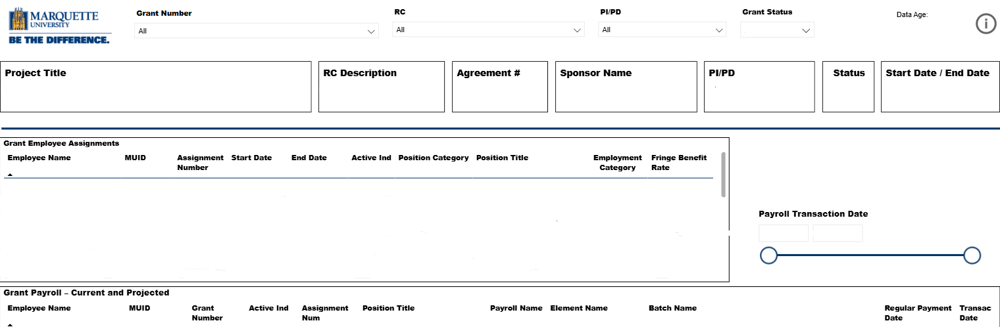 MARQUETTE
UNIVERSITY
BE THE DIFFERENCE.
Grant Number
All
RC
All
PI/PD
All
Grant Status
Data Age:
i
Project Title
RC Description
Agreement #
Sponsor Name
PI/PD
Status
Start Date / End Date
Grant Employee Assignments
Employee Name
MUID
Assignment
Number
Start Date
End Date
Active Ind
Position Category
Position Title
Employment
Category
Fringe Benefit
Rate
Payroll Transaction Date
Grant Payroll – Current and Projected
Employee Name
MUID
Grant
Number
Active Ind
Assignment
Num
Position Title
Payroll Name
Element Name
Batch Name
Regular Payment
Date
Transac
Date